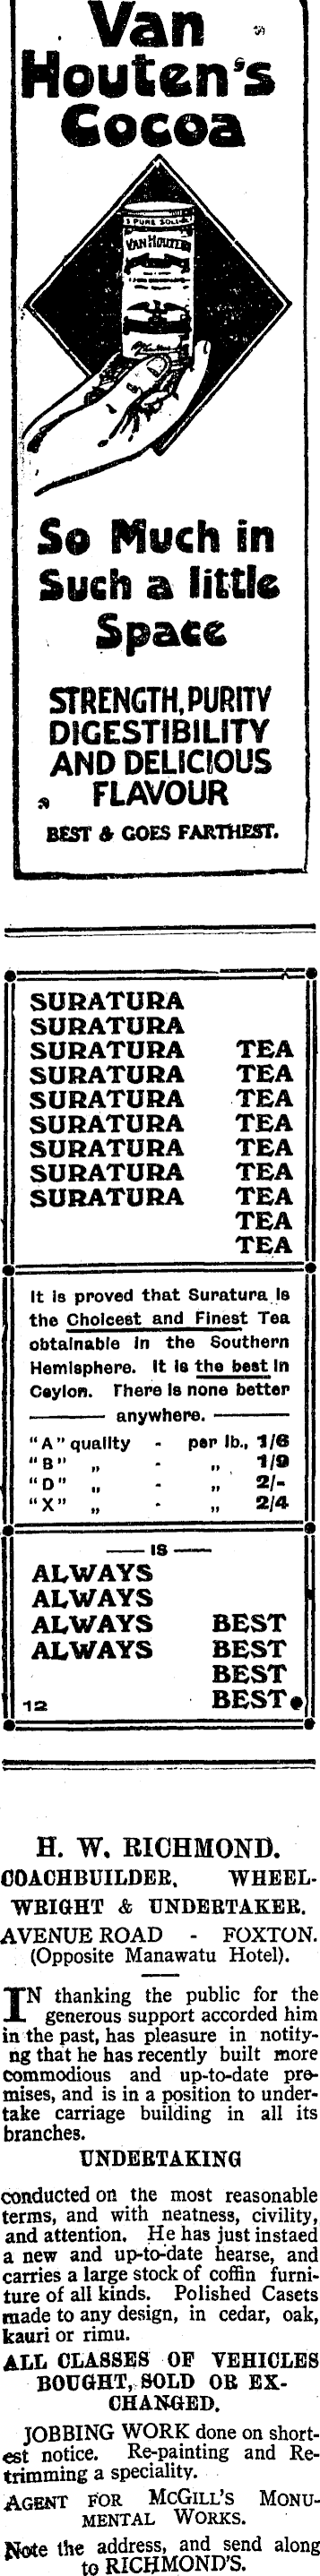 Van
Houten's
Cocoa
VAN HOUTEN
So Much in
Such a little
Space
STRENGTH, PURITY
DIGESTIBILITY
AND DELICIOUS
FLAVOUR
BEST & GOES FARTHEST.
SURATURA
SURATURA
SURATURA TEA
SURATURA TEA
SURATURA TEA
SURATURA TEA
SURATURA TEA
SURATURA TEA
SURATURA TEA
TEA
TEA
It is proved that Suratura is
the Choicest and Finest Tea
obtainable in the Southern
Hemisphere. It is the best in
Ceylon. There is none better
anywhere.
"A" quality - per lb., 1/6
"B" „ - „ 1/9
"D" „ - „ 2/-
"X" „ - „ 2/4
IS
ALWAYS
ALWAYS
ALWAYS BEST
ALWAYS BEST
BEST
12 BEST.
H. W. RICHMOND.
COACHBUILDER, WHEEL-
WRIGHT & UNDERTAKER.
AVENUE ROAD - FOXTON.
(Opposite Manawatu Hotel).
IN thanking the public for the
generous support accorded him
in the past, has pleasure in notity-
ng that he has recently built more
commodious and up-to-date pre-
mises, and is in a position to under-
take carriage building in all its
branches.
UNDERTAKING
conducted on the most reasonable
terms, and with neatness, civility,
and attention. He has just instaed
a new and up-to-date hearse, and
carries a large stock of coffin furni-
ture of all kinds. Polished Casets
made to any design, in cedar, oak,
kauri or rimu.
ALL CLASSES OF VEHICLES
BOUGHT, SOLD OR EX-
CHANGED.
JOBBING WORK done on short-
est notice. Re-painting and Re-
trimming a speciality.
AGENT FOR MCGILL'S MONU-
MENTAL WORKS.
Note the address, and send along
to RICHMOND'S.